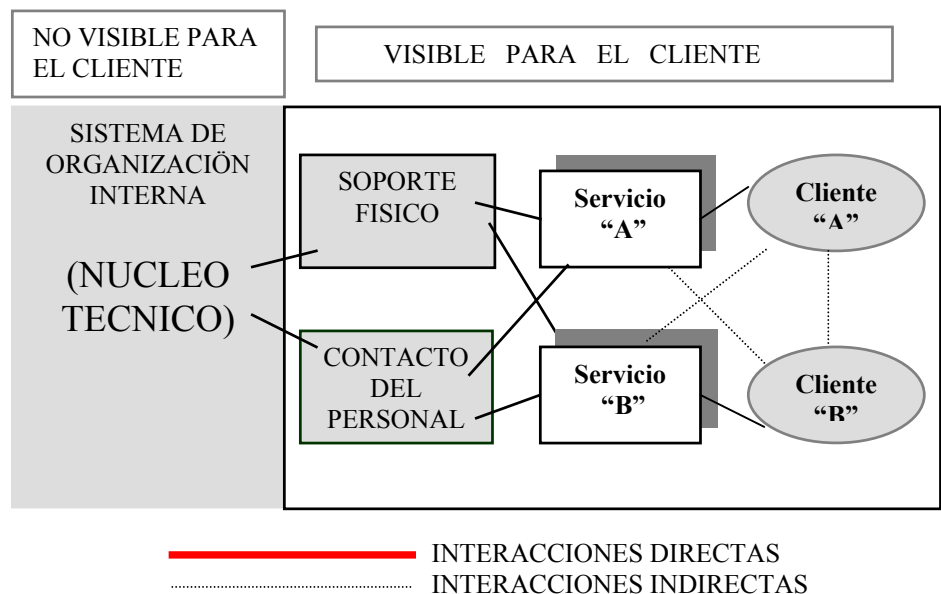 NO VISIBLE PARA
EL CLIENTE
VISIBLE PARA EL CLIENTE
SISTEMA DE
ORGANIZACIÖN
INTERNA
(NUCLEO
TECNICO)
SOPORTE
FISICO
CONTACTO
DEL
PERSONAL
Servicio
“A”
Servicio
“B”
Cliente
“A”
Cliente
“B”
INTERACCIONES DIRECTAS
INTERACCIONES INDIRECTAS